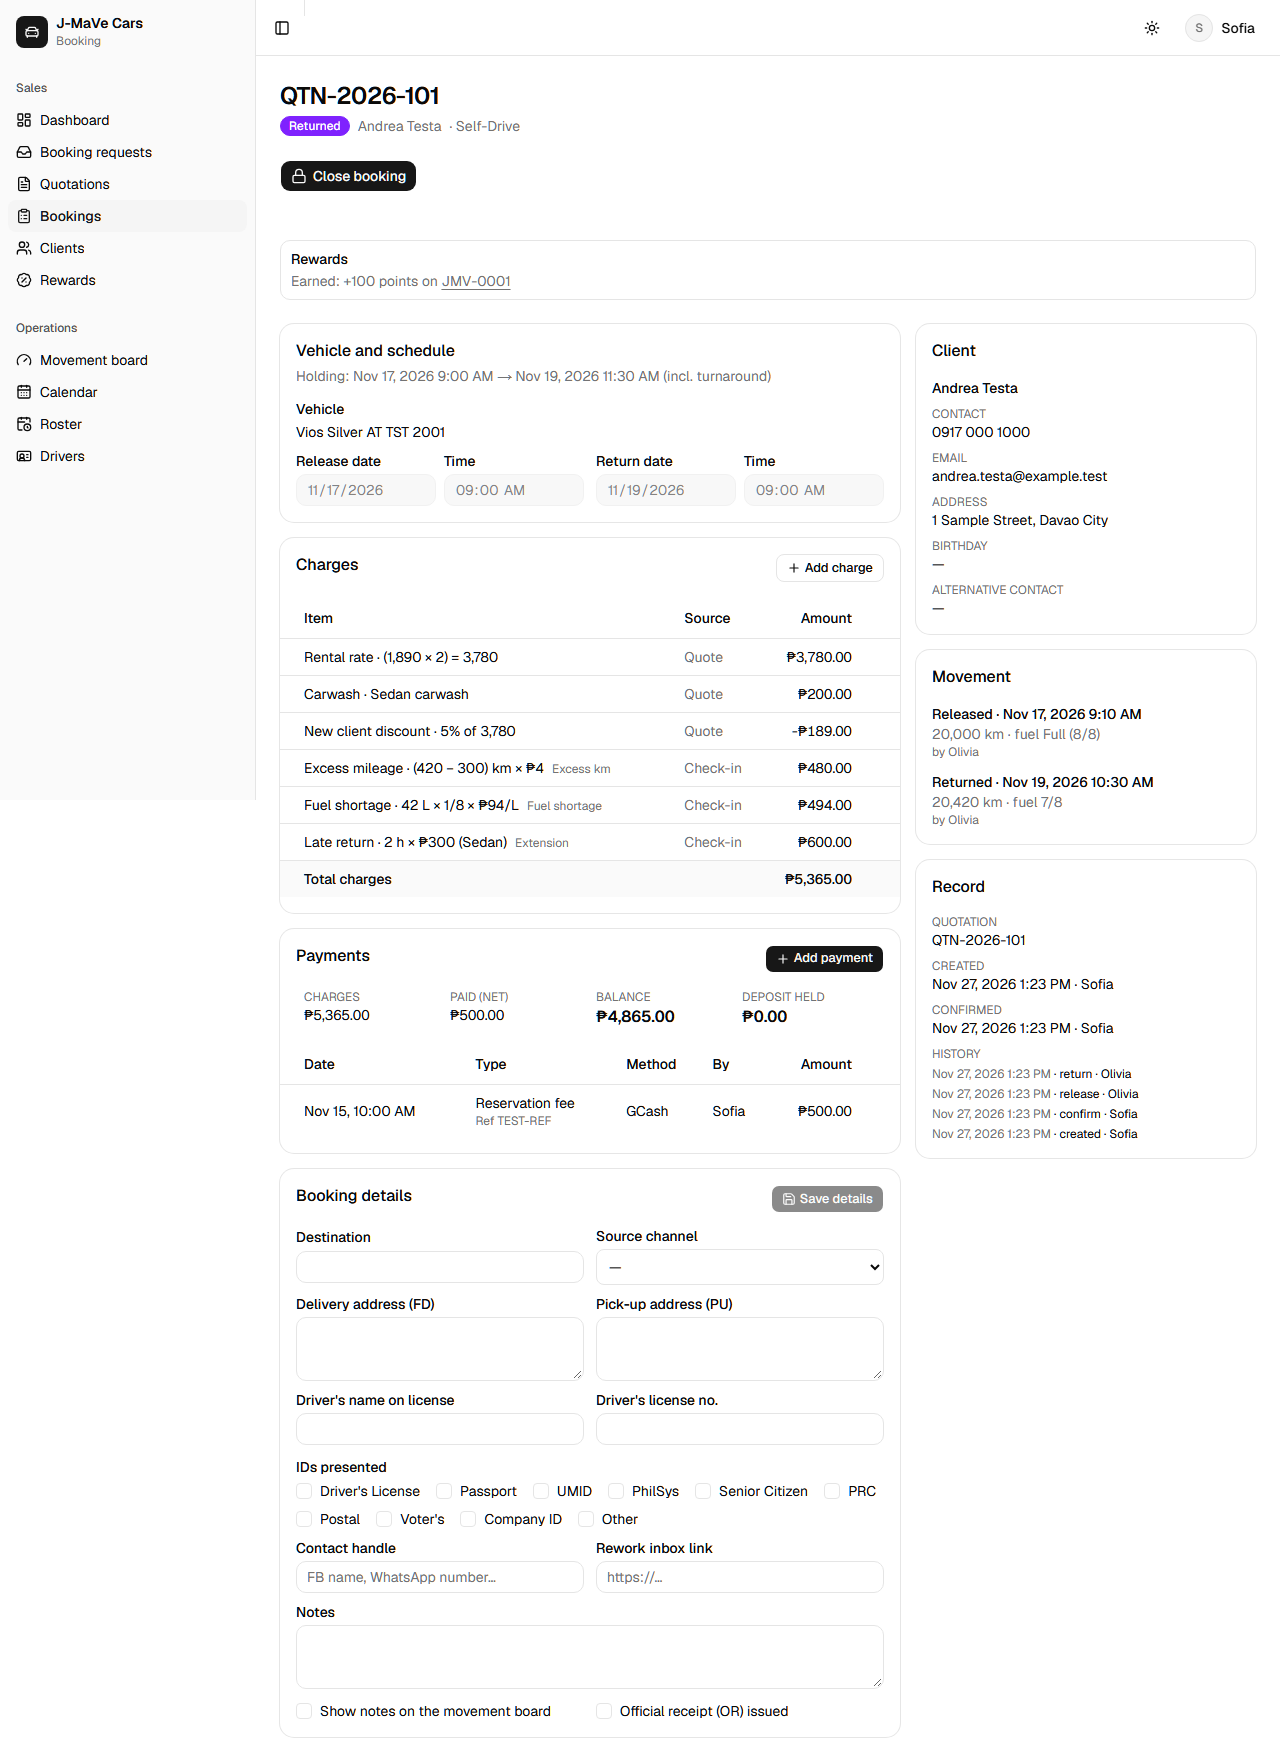 J-MaVe Cars
Booking
Sales
Dashboard
Booking requests
Quotations
Bookings
Clients
Rewards
Operations
Movement board
Calendar
Roster
Drivers
S Sofia
QTN-2026-101
Returned Andrea Testa · Self-Drive
Close booking
Rewards
Earned: +100 points on JMV-0001
Vehicle and schedule
Holding: Nov 17, 2026 9:00 AM → Nov 19, 2026 11:30 AM (incl. turnaround)
Vehicle
Vios Silver AT TST 2001
Release date Time Return date Time
11/17/2026 09:00 AM 11/19/2026 09:00 AM
Charges Add charge
Item Source Amount
Rental rate · (1,890 × 2) = 3,780 Quote ₱3,780.00
Carwash · Sedan carwash Quote ₱200.00
New client discount · 5% of 3,780 Quote -₱189.00
Excess mileage · (420 – 300) km × ₱4 Excess km Check-in ₱480.00
Fuel shortage · 42 L × 1/8 × ₱94/L Fuel shortage Check-in ₱494.00
Late return · 2 h × ₱300 (Sedan) Extension Check-in ₱600.00
Total charges ₱5,365.00
Payments Add payment
CHARGES PAID (NET) BALANCE DEPOSIT HELD
₱5,365.00 ₱500.00 ₱4,865.00 ₱0.00
Date Type Method By Amount
Nov 15, 10:00 AM Reservation fee GCash Sofia ₱500.00
Ref TEST-REF
Booking details Save details
Destination Source channel
—
Delivery address (FD) Pick-up address (PU)
Driver's name on license Driver's license no.
IDs presented
Driver's License Passport UMID PhilSys Senior Citizen PRC
Postal Voter's Company ID Other
Contact handle Rework inbox link
FB name, WhatsApp number… https://…
Notes
Show notes on the movement board Official receipt (OR) issued
Client
Andrea Testa
CONTACT
0917 000 1000
EMAIL
andrea.testa@example.test
ADDRESS
1 Sample Street, Davao City
BIRTHDAY
—
ALTERNATIVE CONTACT
—
Movement
Released · Nov 17, 2026 9:10 AM
20,000 km · fuel Full (8/8)
by Olivia
Returned · Nov 19, 2026 10:30 AM
20,420 km · fuel 7/8
by Olivia
Record
QUOTATION
QTN-2026-101
CREATED
Nov 27, 2026 1:23 PM · Sofia
CONFIRMED
Nov 27, 2026 1:23 PM · Sofia
HISTORY
Nov 27, 2026 1:23 PM · return · Olivia
Nov 27, 2026 1:23 PM · release · Olivia
Nov 27, 2026 1:23 PM · confirm · Sofia
Nov 27, 2026 1:23 PM · created · Sofia